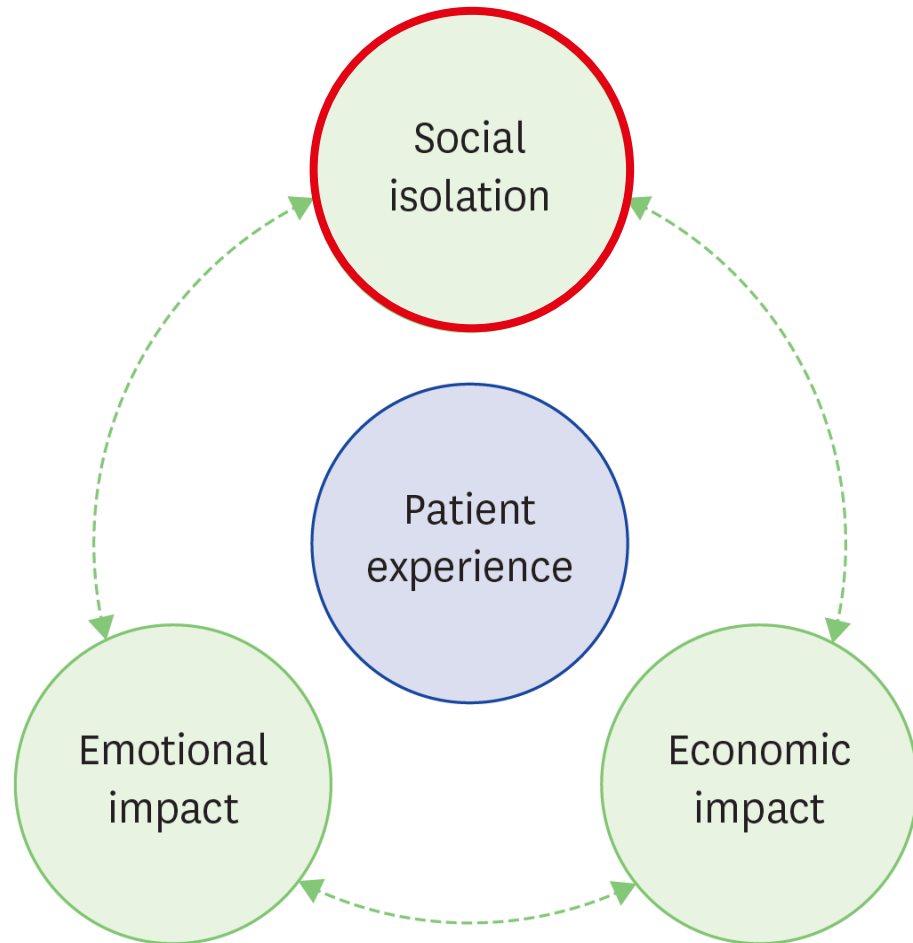 Social
isolation
Patient
experience
Emotional
impact
Economic
impact